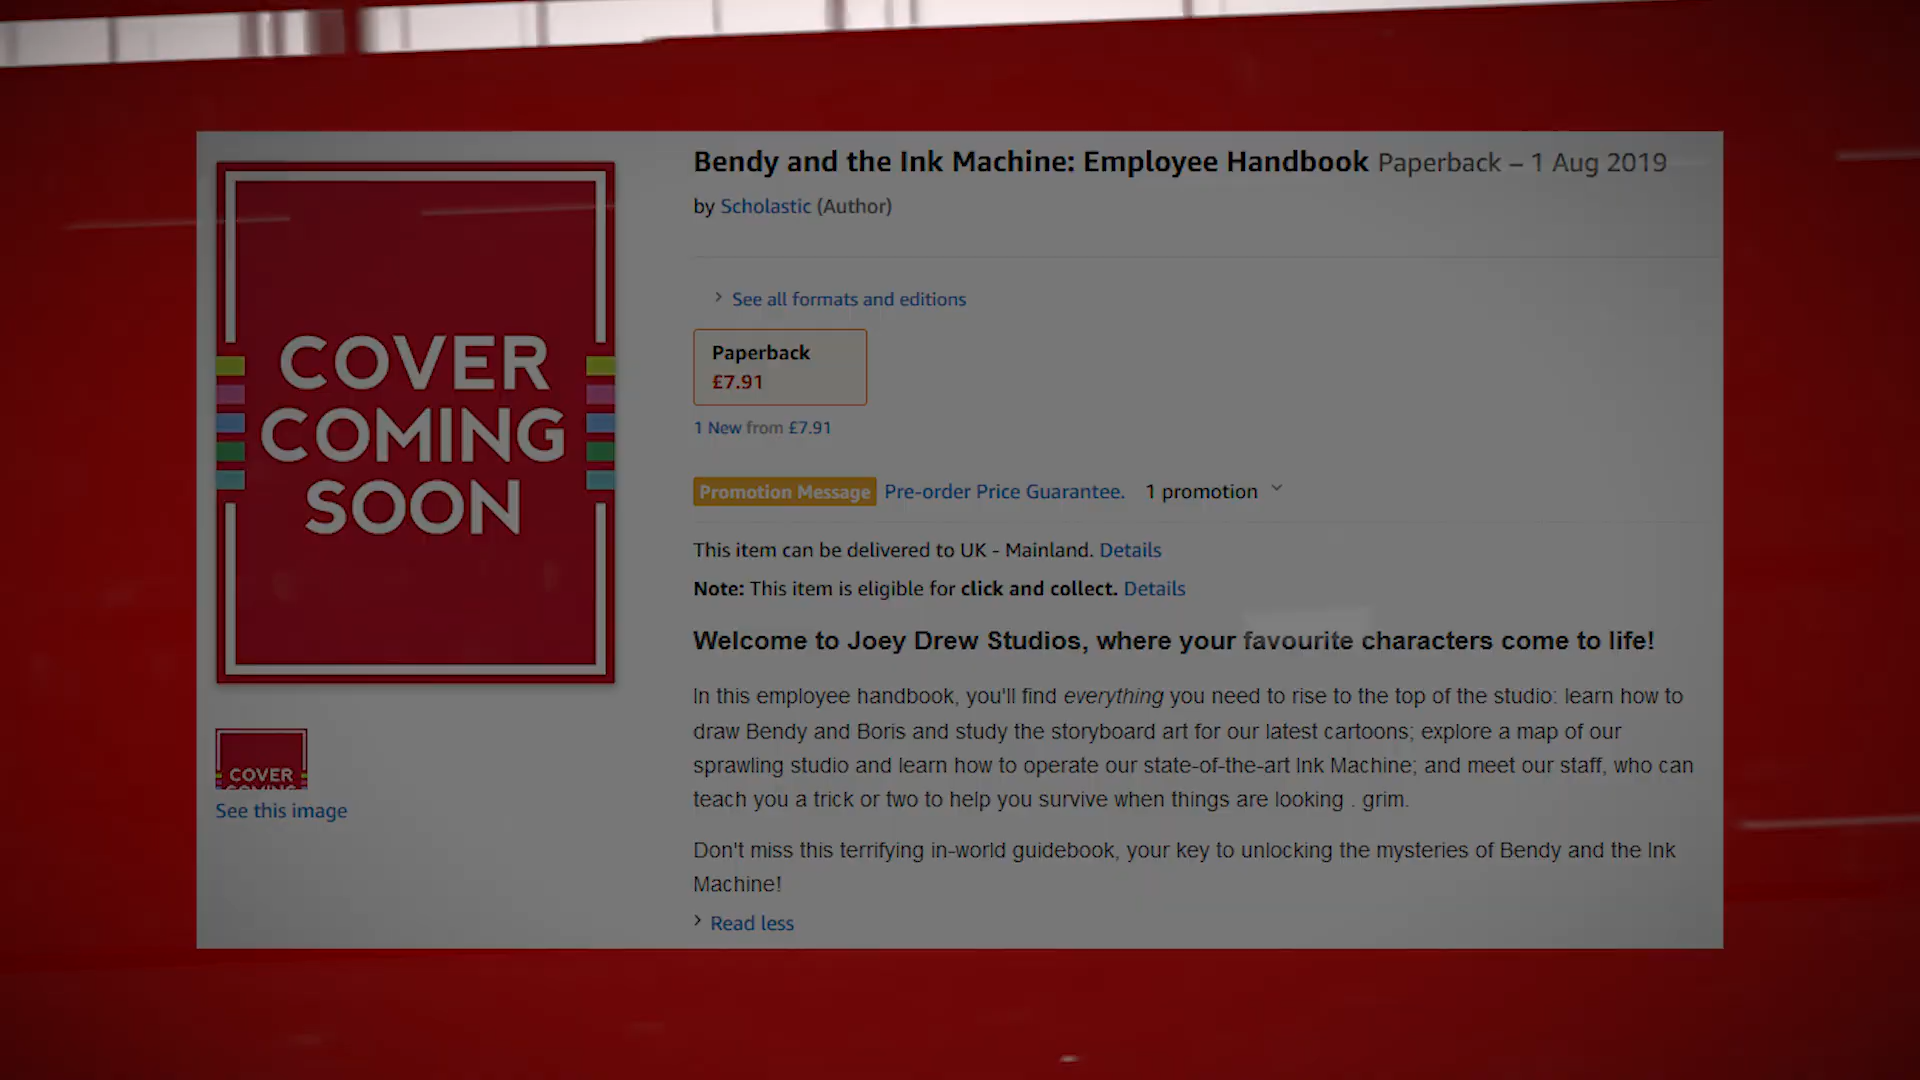 Bendy and the Ink Machine: Employee Handbook Paperback – 1 Aug 2019
by Scholastic (Author)
See all formats and editions
Paperback
£7.91
1 New from £7.91
Promotion Message Pre-order Price Guarantee. 1 promotion
This item can be delivered to UK - Mainland. Details
Note: This item is eligible for click and collect. Details
Welcome to Joey Drew Studios, where your favourite characters come to life!
In this employee handbook, you'll find everything you need to rise to the top of the studio: learn how to
draw Bendy and Boris and study the storyboard art for our latest cartoons; explore a map of our
sprawling studio and learn how to operate our state-of-the-art Ink Machine; and meet our staff, who can
teach you a trick or two to help you survive when things are looking . grim.
Don't miss this terrifying in-world guidebook, your key to unlocking the mysteries of Bendy and the Ink
Machine!
Read less
COVER
COMING
SOON
COVER
COMING
See this image